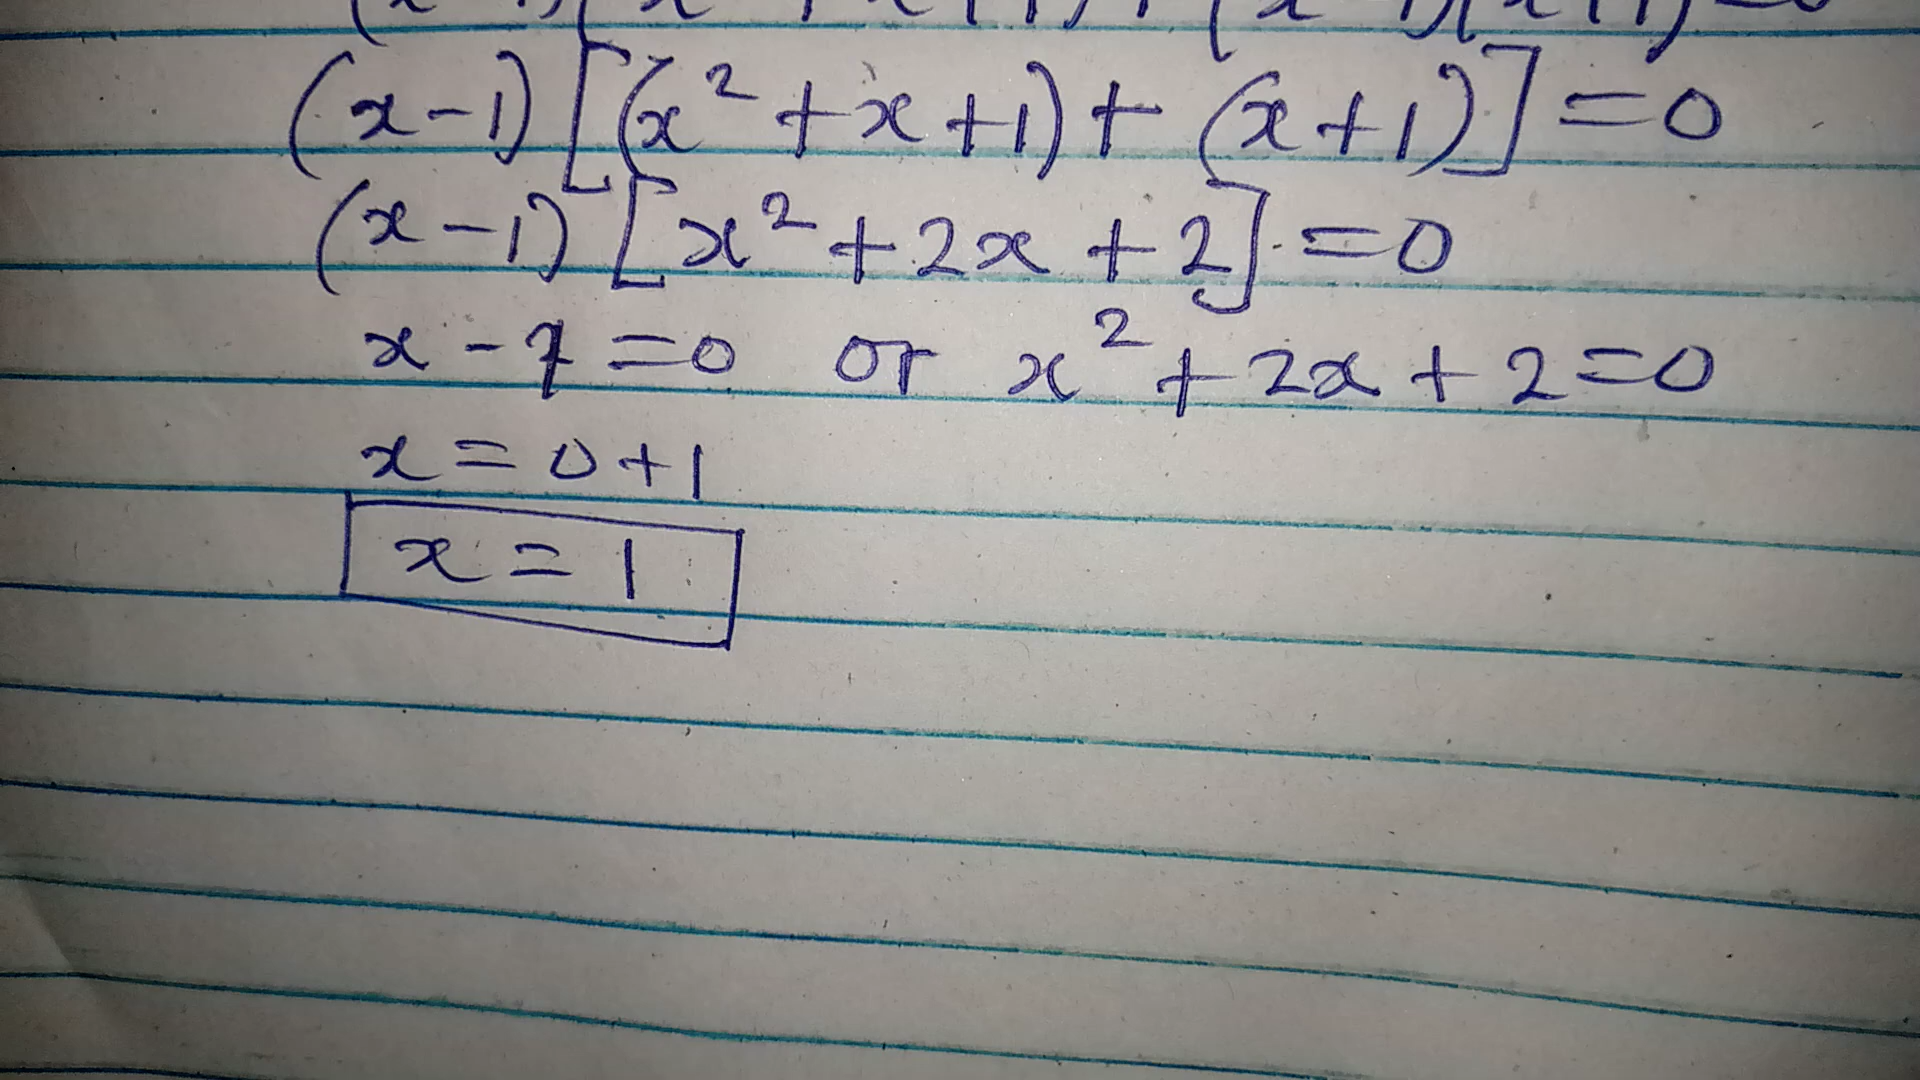 (x-1)[(x²+x+1)+(x+1)]=0
(x-1)[x²+2x+2]=0
x-1=0 or x²+2x+2=0
x=0+1
x=1